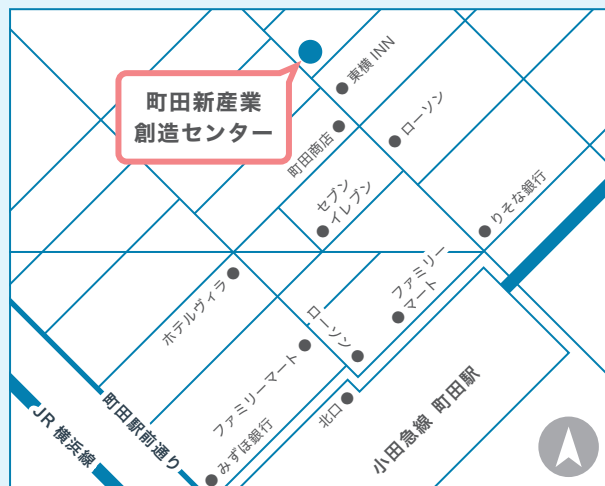 町田新産業
創造センター
東横 INN
ローソン
町田商店
セブン
イレブン
りそな銀行
ファミリー
マート
ホテルヴィラ
ローソン
ファミリーマート
北口
みずほ銀行
町田駅前通り
JR 横浜線
小田急線 町田駅